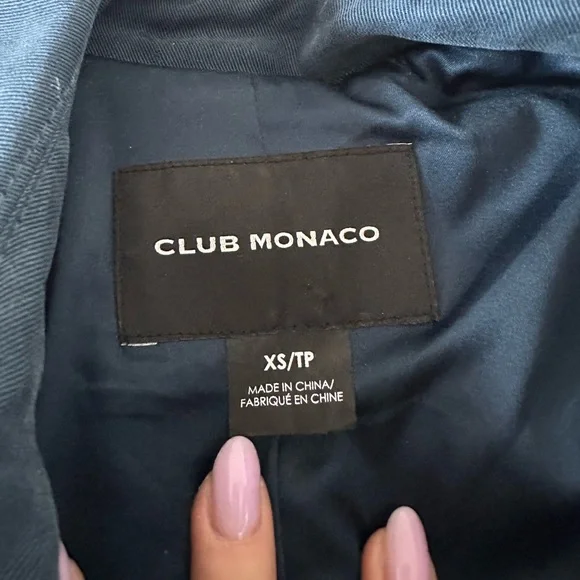 CLUB MONACO
XS/TP
MADE IN CHINA/
FABRIQUÉ EN CHINE